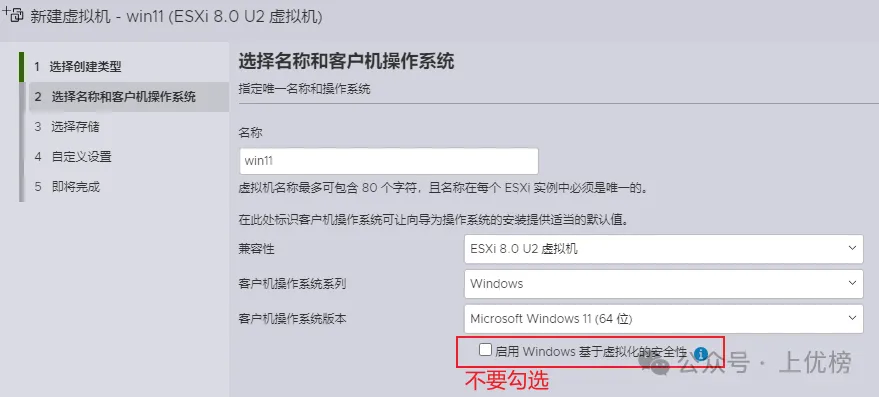 新建虚拟机 - win11 (ESXi 8.0 U2 虚拟机)
1 选择创建类型
2 选择名称和客户机操作系统
3 选择存储
4 自定义设置
5 即将完成
选择名称和客户机操作系统
指定唯一名称和操作系统
名称
win11
虚拟机名称最多可包含 80 个字符，且名称在每个 ESXi 实例中必须是唯一的。
在此处标识客户机操作系统可让向导为操作系统的安装提供适当的默认值。
兼容性
ESXi 8.0 U2 虚拟机
客户机操作系统系列
Windows
客户机操作系统版本
Microsoft Windows 11 (64 位)
启用 Windows 基于虚拟化的安全性
不要勾选
公众号 · 上优榜